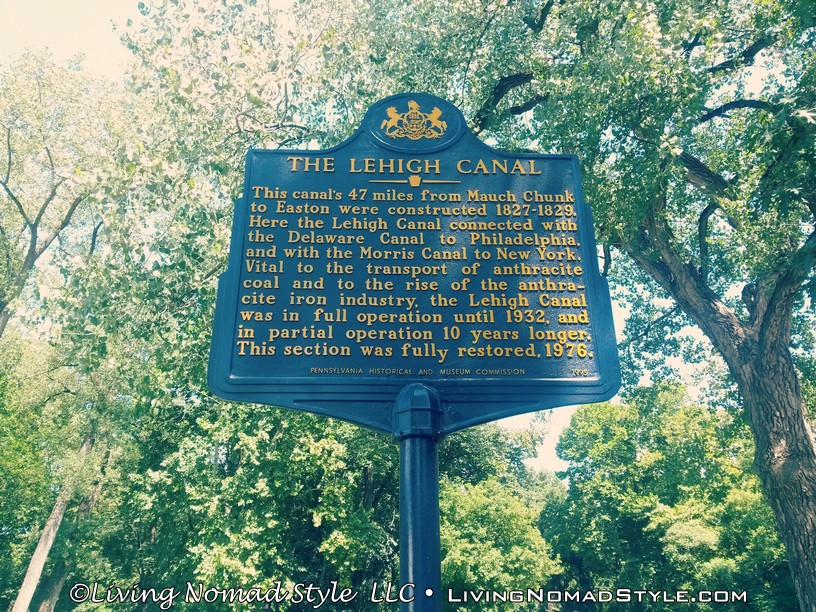 THE LEHIGH CANAL
This canal's 47 miles from Mauch Chunk
to Easton were constructed 1827-1829.
Here the Lehigh Canal connected with
the Delaware Canal to Philadelphia,
and with the Morris Canal to New York.
Vital to the transport of anthracite
coal and to the rise of the anthra-
cite iron industry, the Lehigh Canal
was in full operation until 1932, and
in partial operation 10 years longer.
This section was fully restored, 1976.
PENNSYLVANIA HISTORICAL AND MUSEUM COMMISSION 1995
©Living Nomad Style LLC • LivingNomadStyle.com